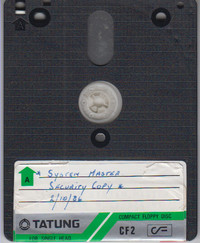 A
System Master
Security Copy
2/10/86
COMPACT FLOPPY DISC
TATUNG
CF2